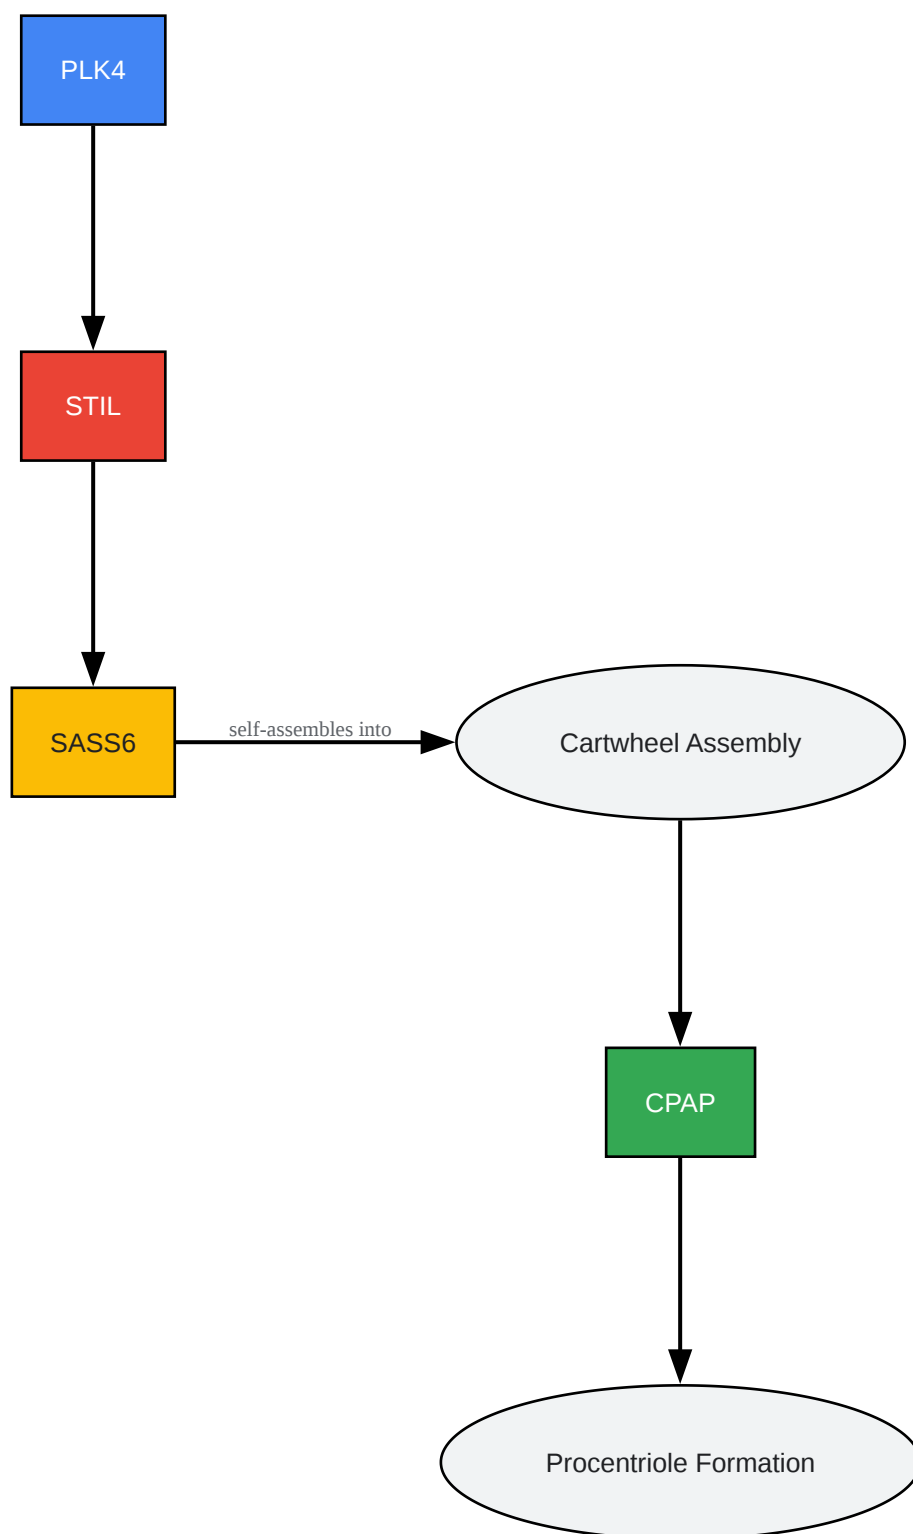 PLK4
STIL
SASS6
self-assembles into
Cartwheel Assembly
CPAP
Procentriole Formation